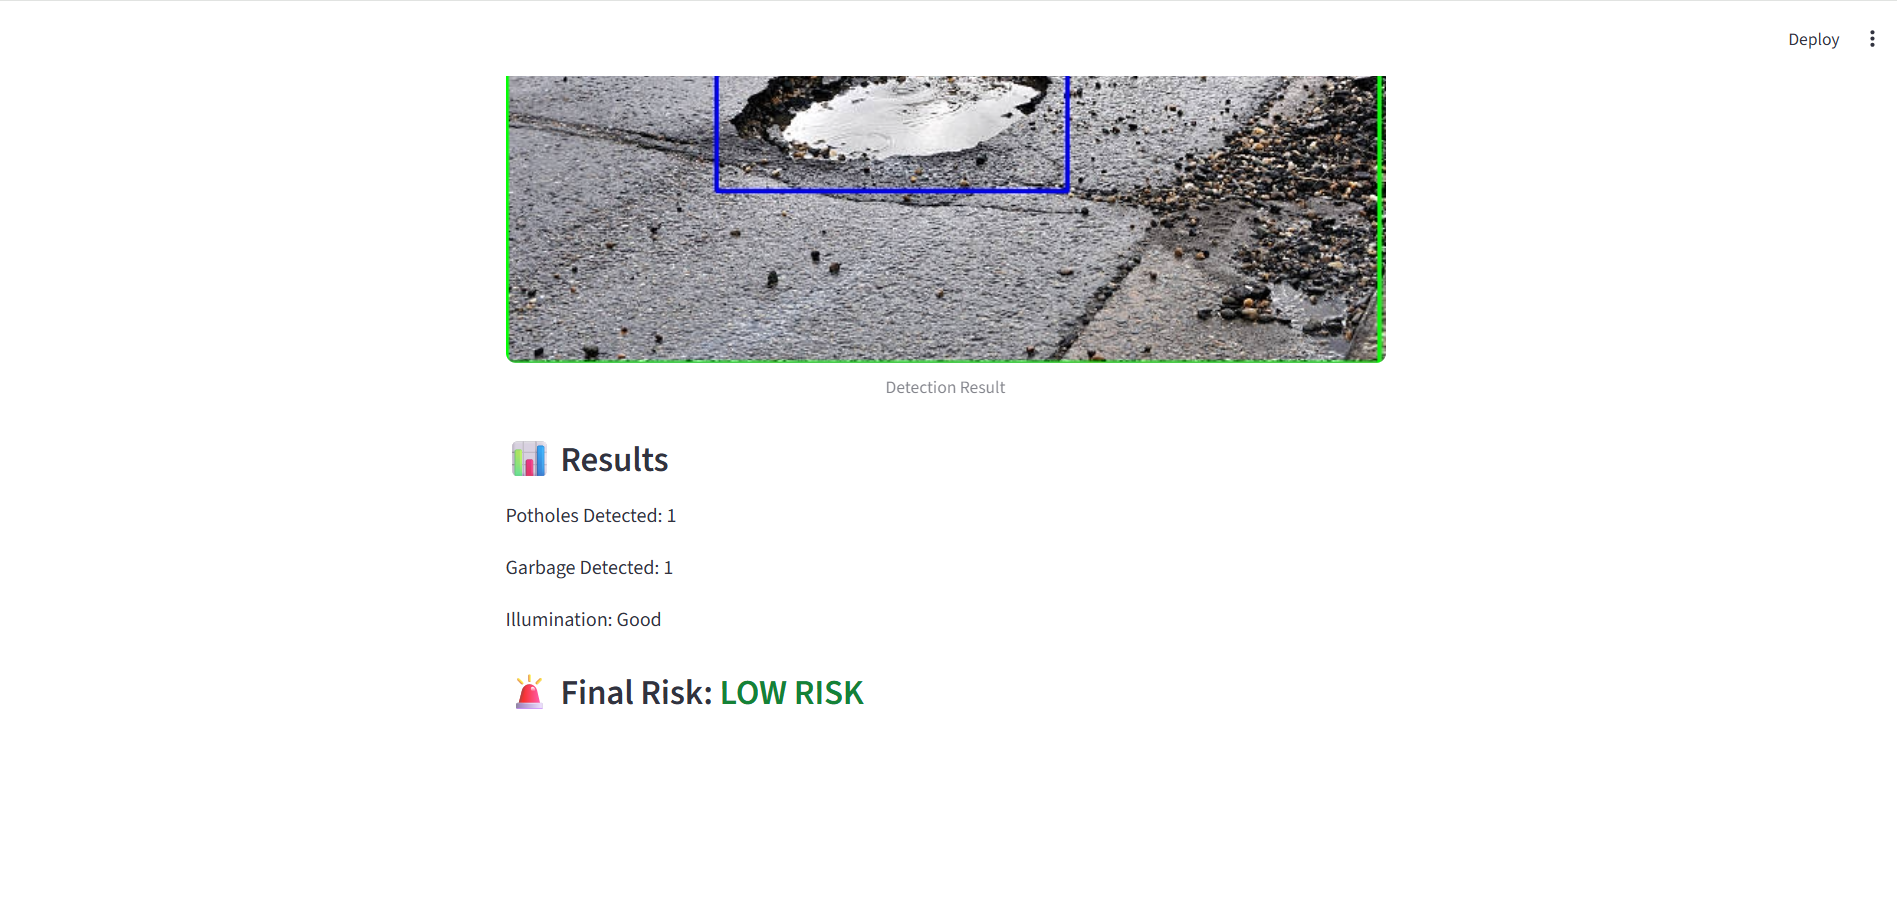 Deploy
Detection Result
Results
Potholes Detected: 1
Garbage Detected: 1
Illumination: Good
Final Risk: LOW RISK